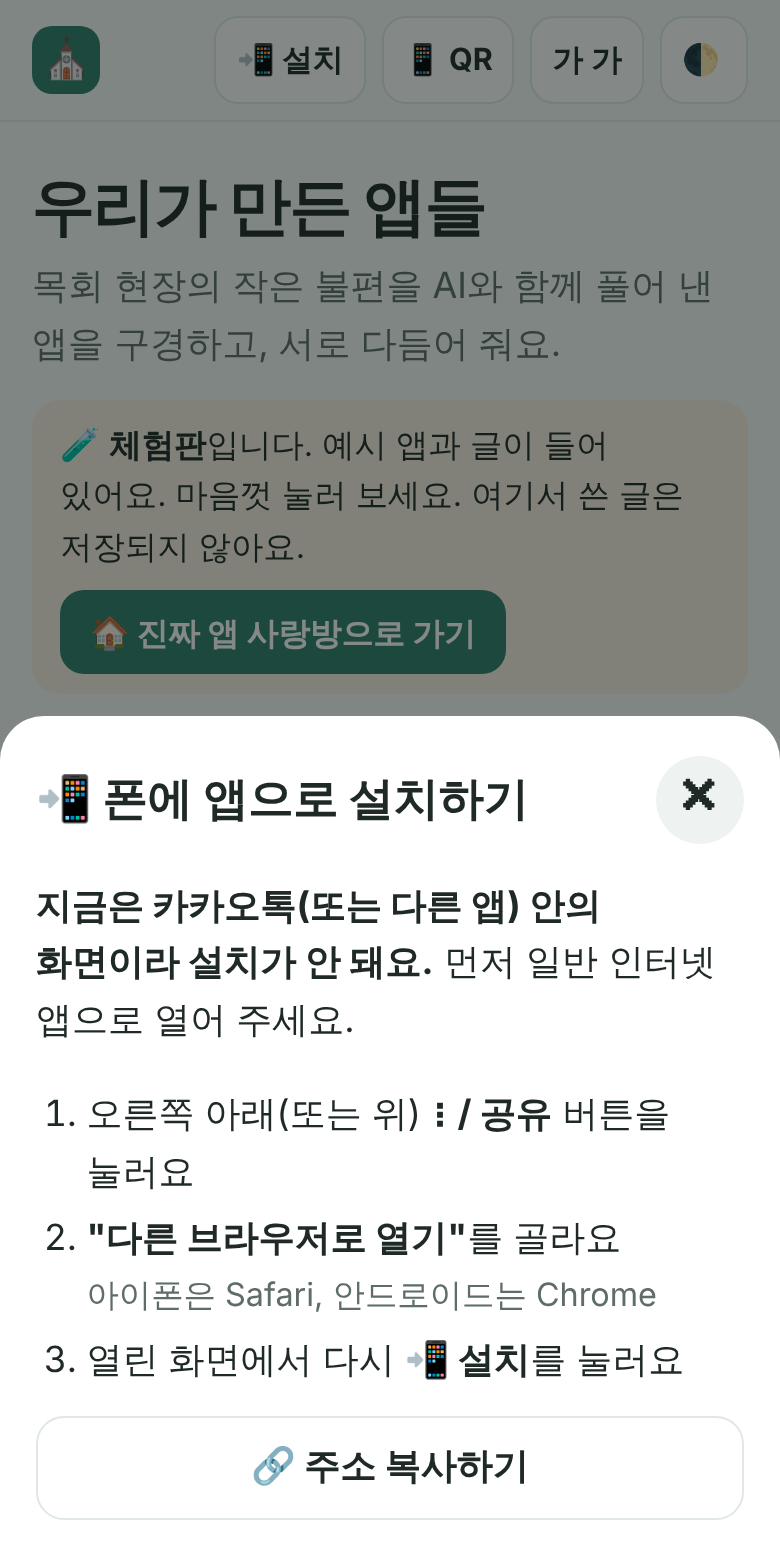 📲 설치 📱 QR 가 가 🌓
우리가 만든 앱들
목회 현장의 작은 불편을 AI와 함께 풀어 낸
앱을 구경하고, 서로 다듬어 줘요.
🧪 체험판입니다. 예시 앱과 글이 들어
있어요. 마음껏 눌러 보세요. 여기서 쓴 글은
저장되지 않아요.
🏠 진짜 앱 사랑방으로 가기
📲 폰에 앱으로 설치하기 ✕
지금은 카카오톡(또는 다른 앱) 안의
화면이라 설치가 안 돼요. 먼저 일반 인터넷
앱으로 열어 주세요.
1. 오른쪽 아래(또는 위) ⋮ / 공유 버튼을
눌러요
2. "다른 브라우저로 열기"를 골라요
아이폰은 Safari, 안드로이드는 Chrome
3. 열린 화면에서 다시 📲 설치를 눌러요
🔗 주소 복사하기